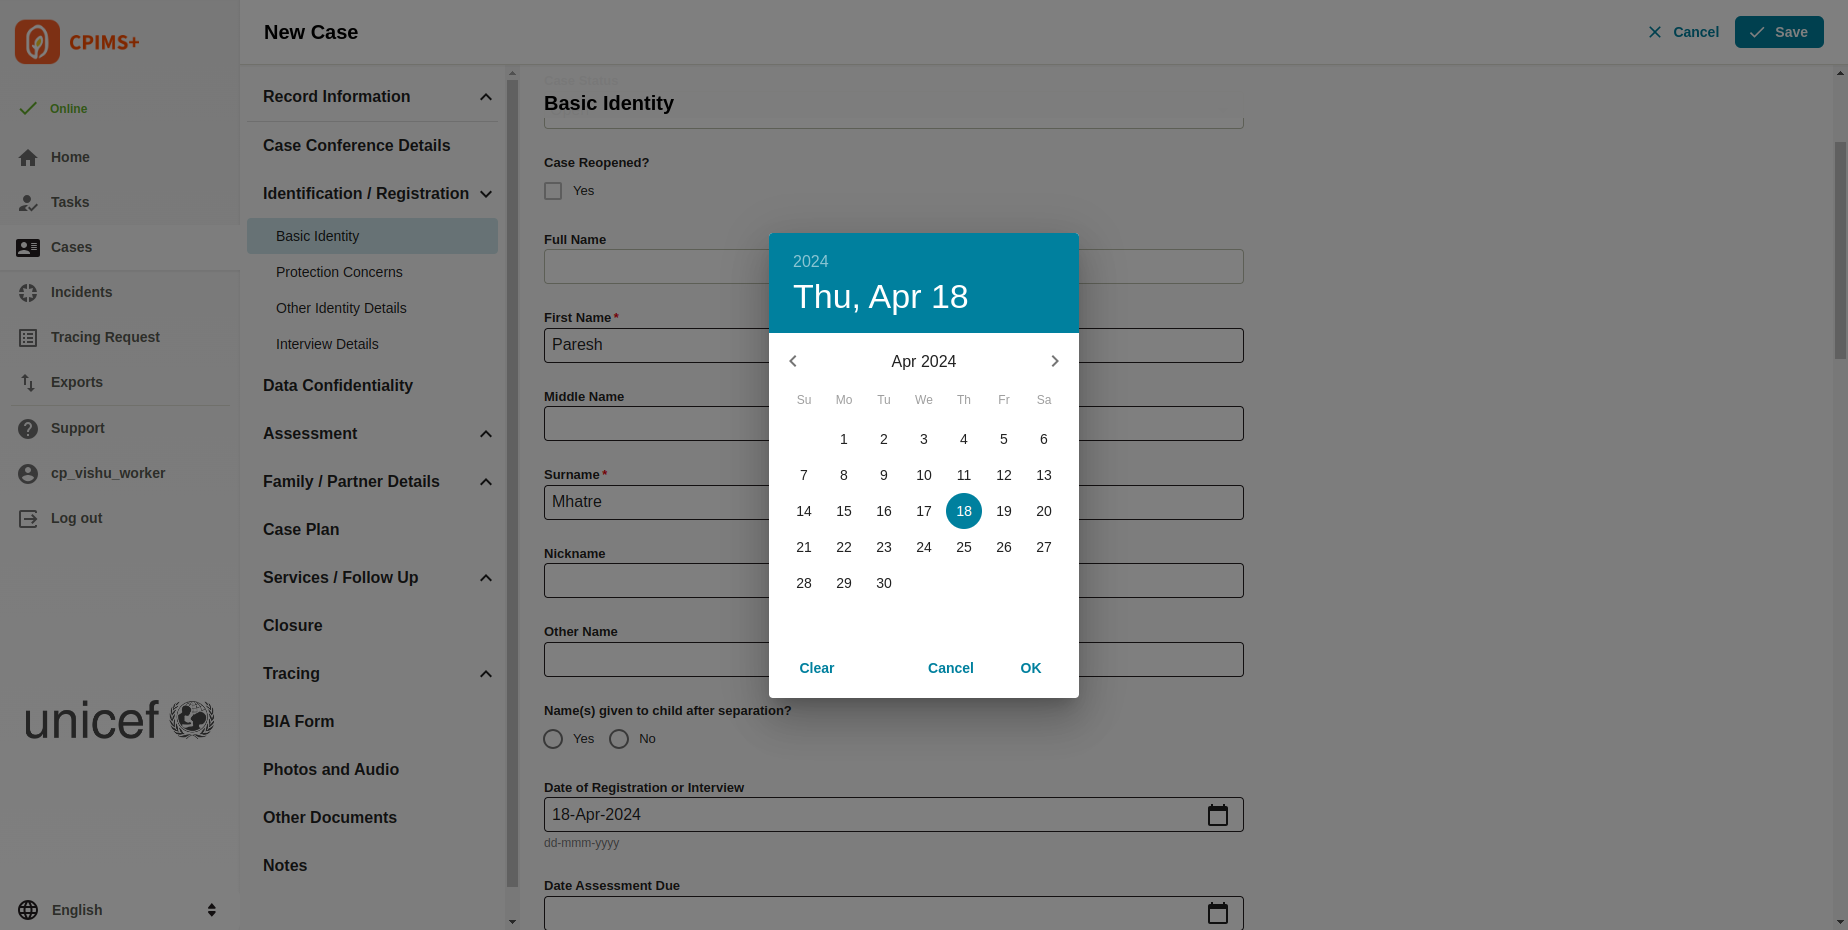 CPIMS+
New Case
Cancel
Save
Online
Home
Tasks
Cases
Incidents
Tracing Request
Exports
Support
cp_vishu_worker
Log out
unicef
English
Record Information
Case Conference Details
Identification / Registration
Basic Identity
Protection Concerns
Other Identity Details
Interview Details
Data Confidentiality
Assessment
Family / Partner Details
Case Plan
Services / Follow Up
Closure
Tracing
BIA Form
Photos and Audio
Other Documents
Notes
Case Status
Basic Identity
Case Reopened?
Yes
Full Name
First Name *
Paresh
Middle Name
Surname *
Mhatre
Nickname
Other Name
Name(s) given to child after separation?
Yes No
Date of Registration or Interview
18-Apr-2024
dd-mmm-yyyy
Date Assessment Due
2024
Thu, Apr 18
Apr 2024
Su Mo Tu We Th Fr Sa
1 2 3 4 5 6
7 8 9 10 11 12 13
14 15 16 17 18 19 20
21 22 23 24 25 26 27
28 29 30
Clear Cancel OK